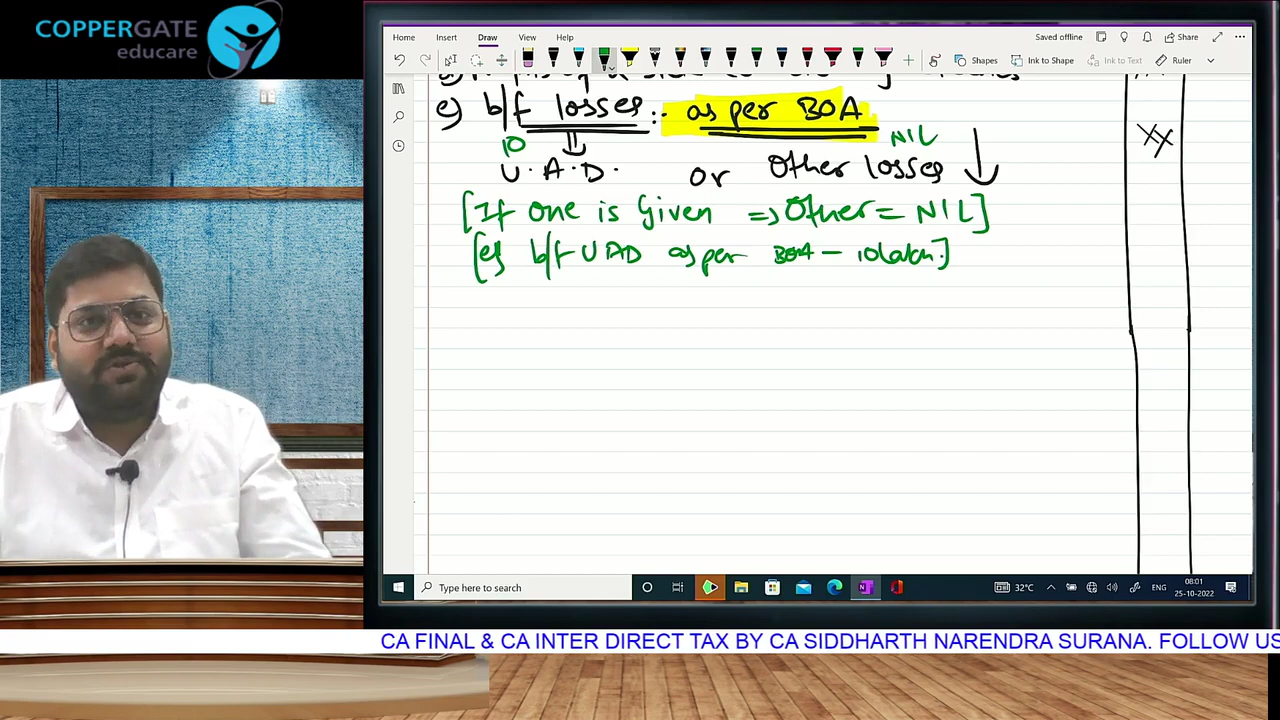 COPPERGATE
educare
Home Insert Draw View Help
Saved offline
Share
Shapes
Ink to Shape
Ink to Text
Ruler
e) b/f losses :- as per BOA
10
NIL
XX
U.A.D. or Other losses
[If One is Given => Other = NIL]
[eg b/f UAD as per BOA - 10 lakh.]
Type here to search
32°C
ENG
08:01
25-10-2022
CA FINAL & CA INTER DIRECT TAX BY CA SIDDHARTH NARENDRA SURANA. FOLLOW US